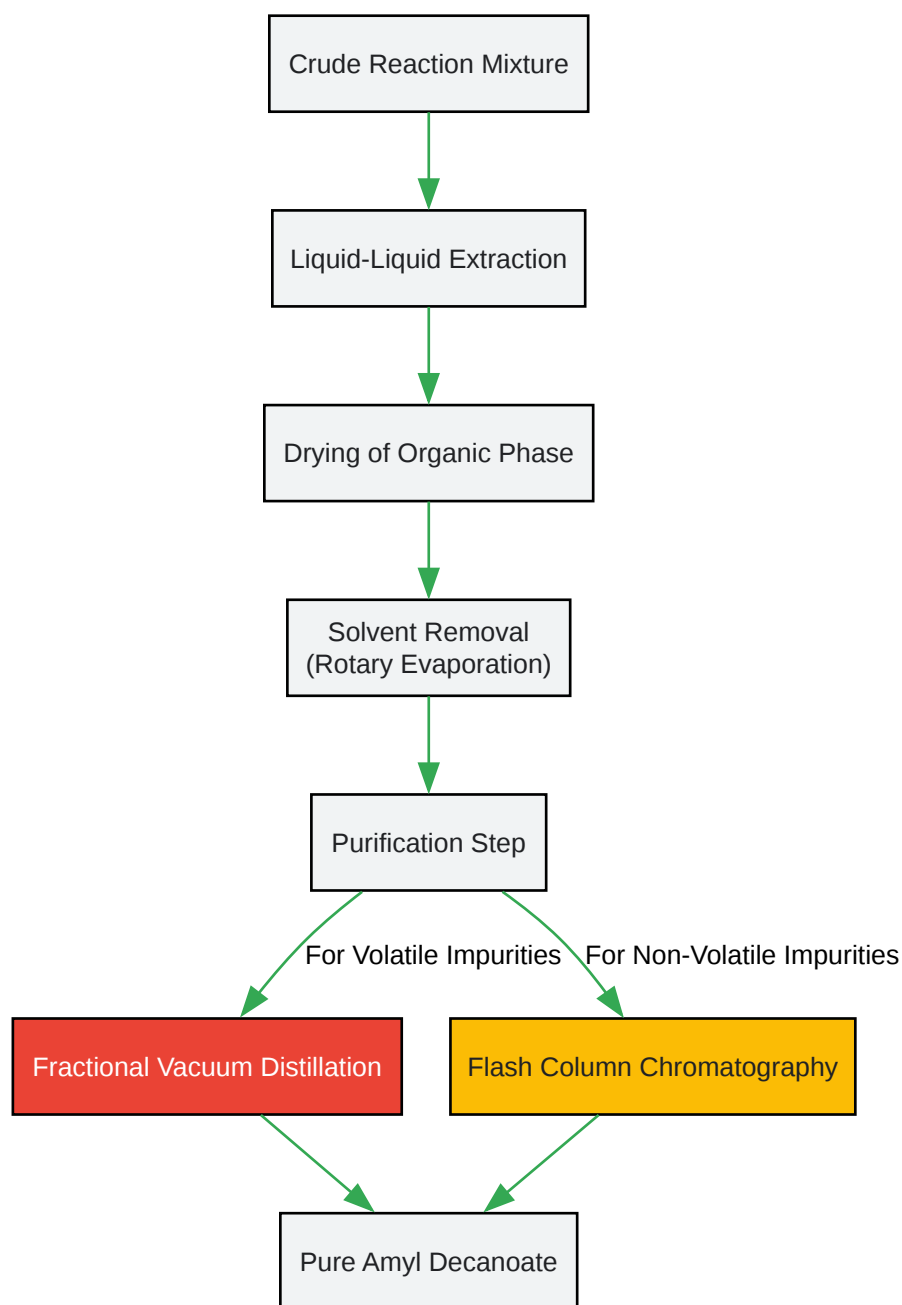 Crude Reaction Mixture
Liquid-Liquid Extraction
Drying of Organic Phase
Solvent Removal
(Rotary Evaporation)
Purification Step
For Volatile Impurities
For Non-Volatile Impurities
Fractional Vacuum Distillation
Flash Column Chromatography
Pure Amyl Decanoate